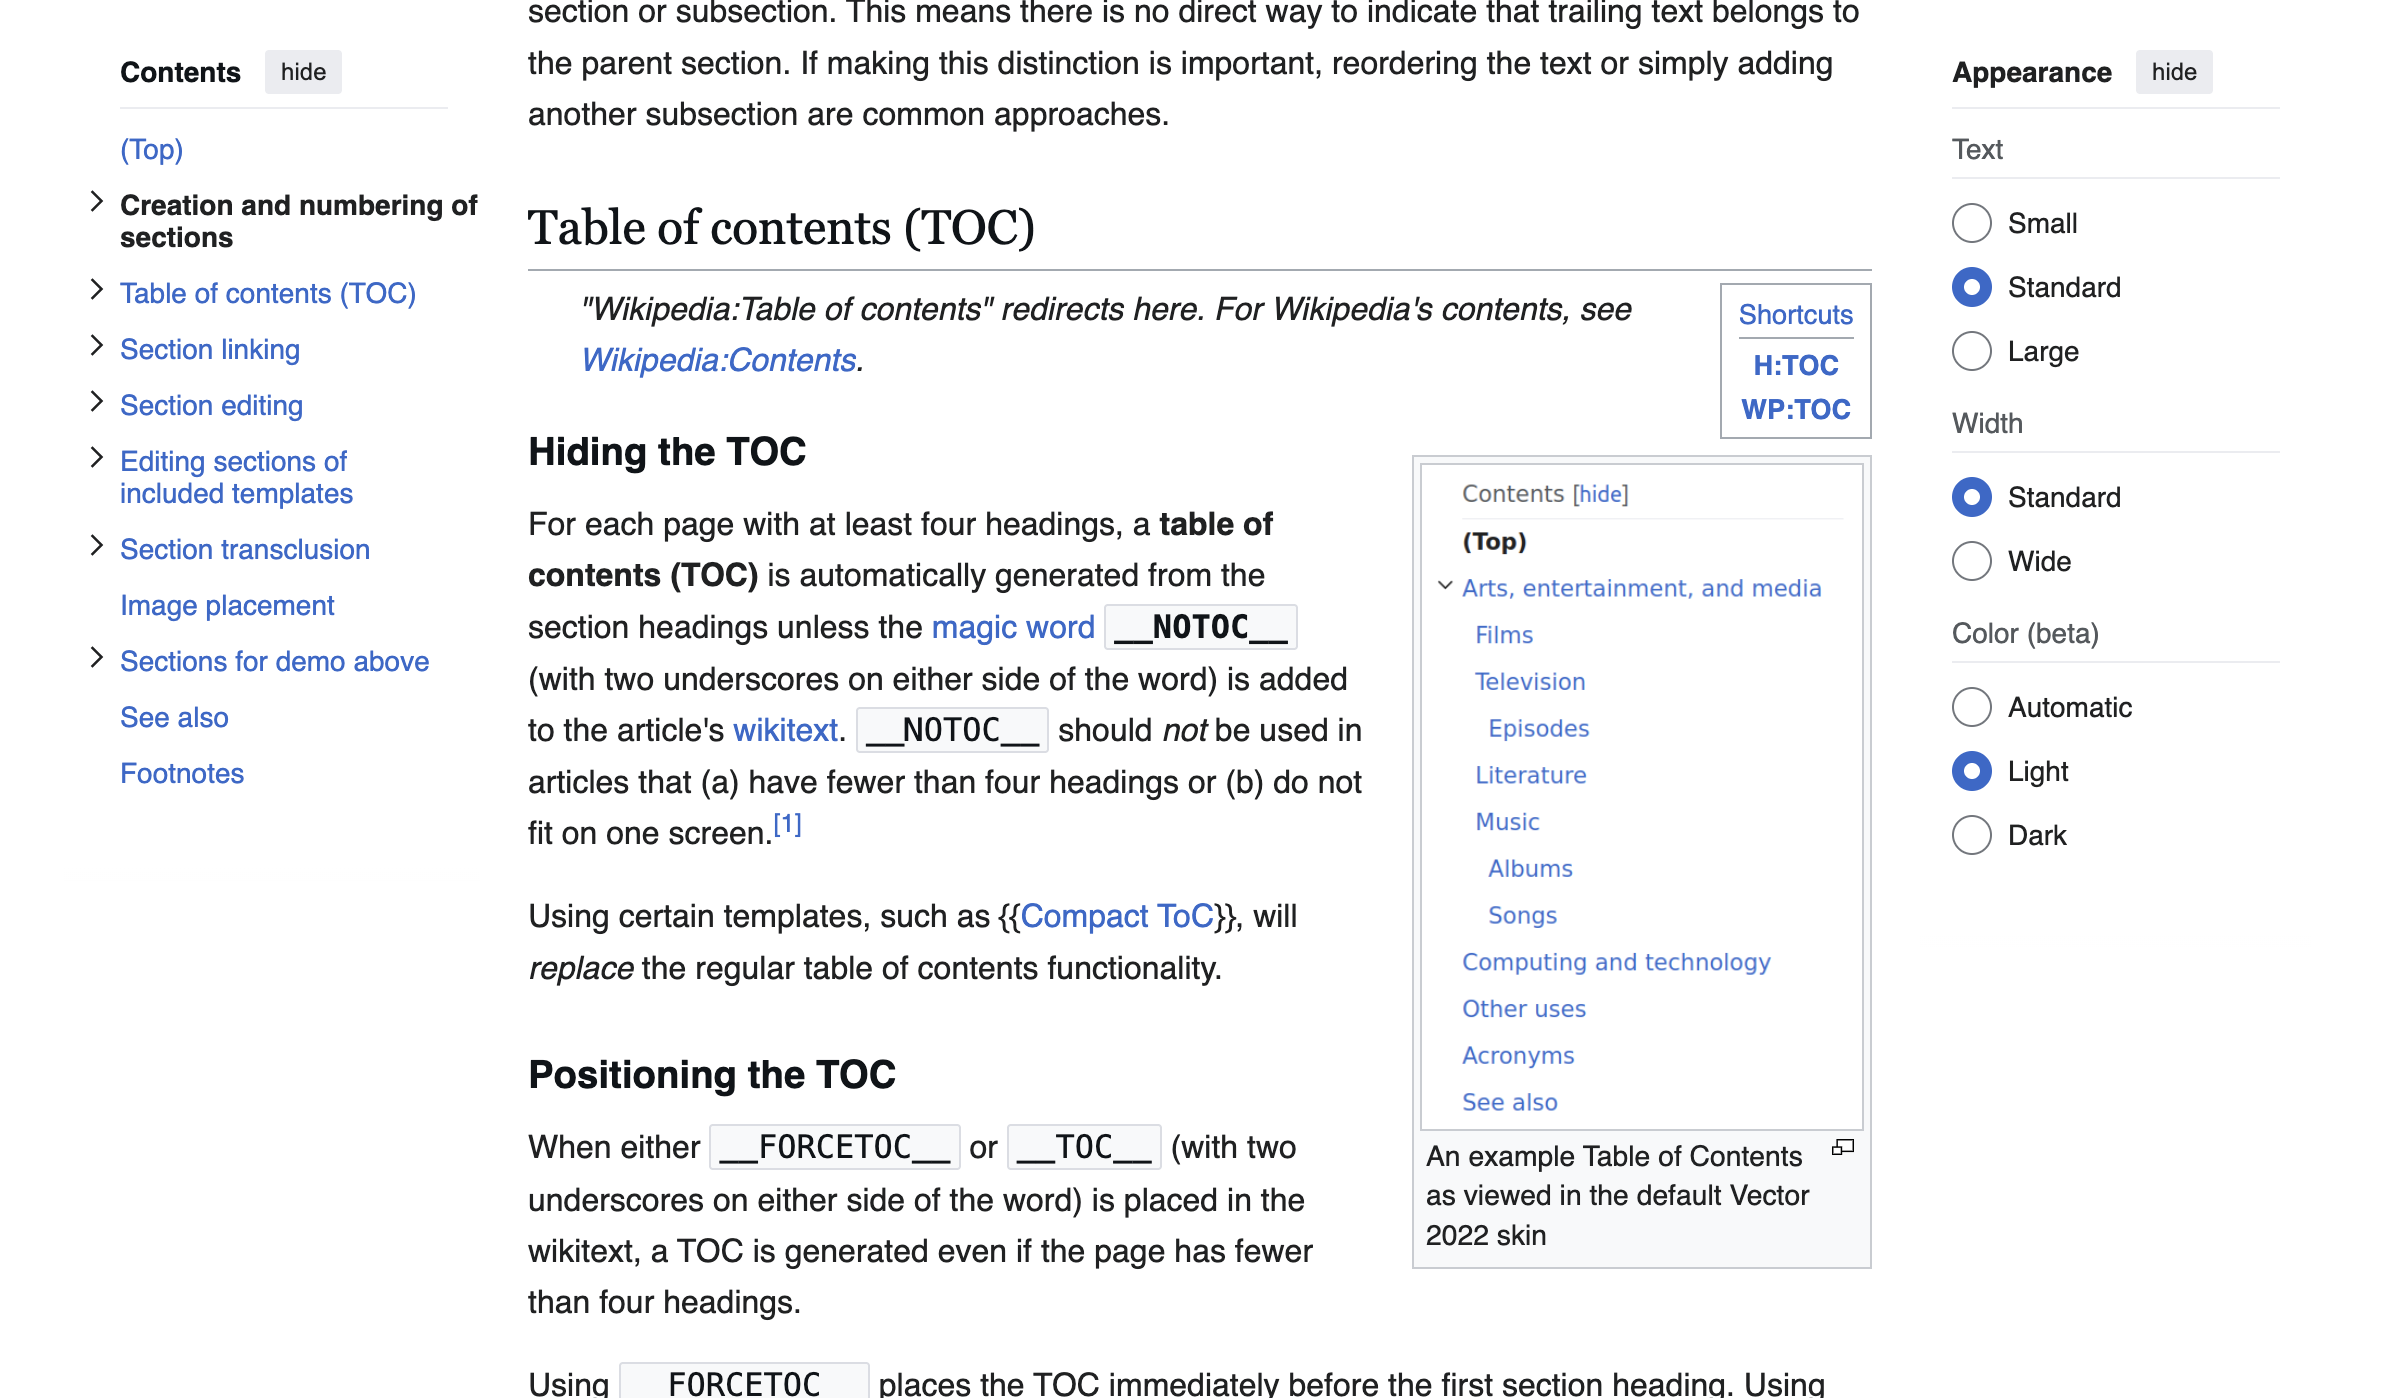 Contents hide
(Top)
Creation and numbering of
sections
Table of contents (TOC)
Section linking
Section editing
Editing sections of
included templates
Section transclusion
Image placement
Sections for demo above
See also
Footnotes
section or subsection. This means there is no direct way to indicate that trailing text belongs to
the parent section. If making this distinction is important, reordering the text or simply adding
another subsection are common approaches.
Table of contents (TOC)
"Wikipedia:Table of contents" redirects here. For Wikipedia's contents, see
Wikipedia:Contents.
Shortcuts
H:TOC
WP:TOC
Hiding the TOC
For each page with at least four headings, a table of
contents (TOC) is automatically generated from the
section headings unless the magic word __NOTOC__
(with two underscores on either side of the word) is added
to the article's wikitext. __NOTOC__ should not be used in
articles that (a) have fewer than four headings or (b) do not
fit on one screen.[1]
Using certain templates, such as {{Compact ToC}}, will
replace the regular table of contents functionality.
Positioning the TOC
When either __FORCETOC__ or __TOC__ (with two
underscores on either side of the word) is placed in the
wikitext, a TOC is generated even if the page has fewer
than four headings.
Using FORCETOC places the TOC immediately before the first section heading. Using
Contents [hide]
(Top)
Arts, entertainment, and media
Films
Television
Episodes
Literature
Music
Albums
Songs
Computing and technology
Other uses
Acronyms
See also
An example Table of Contents
as viewed in the default Vector
2022 skin
Appearance hide
Text
Small
Standard
Large
Width
Standard
Wide
Color (beta)
Automatic
Light
Dark